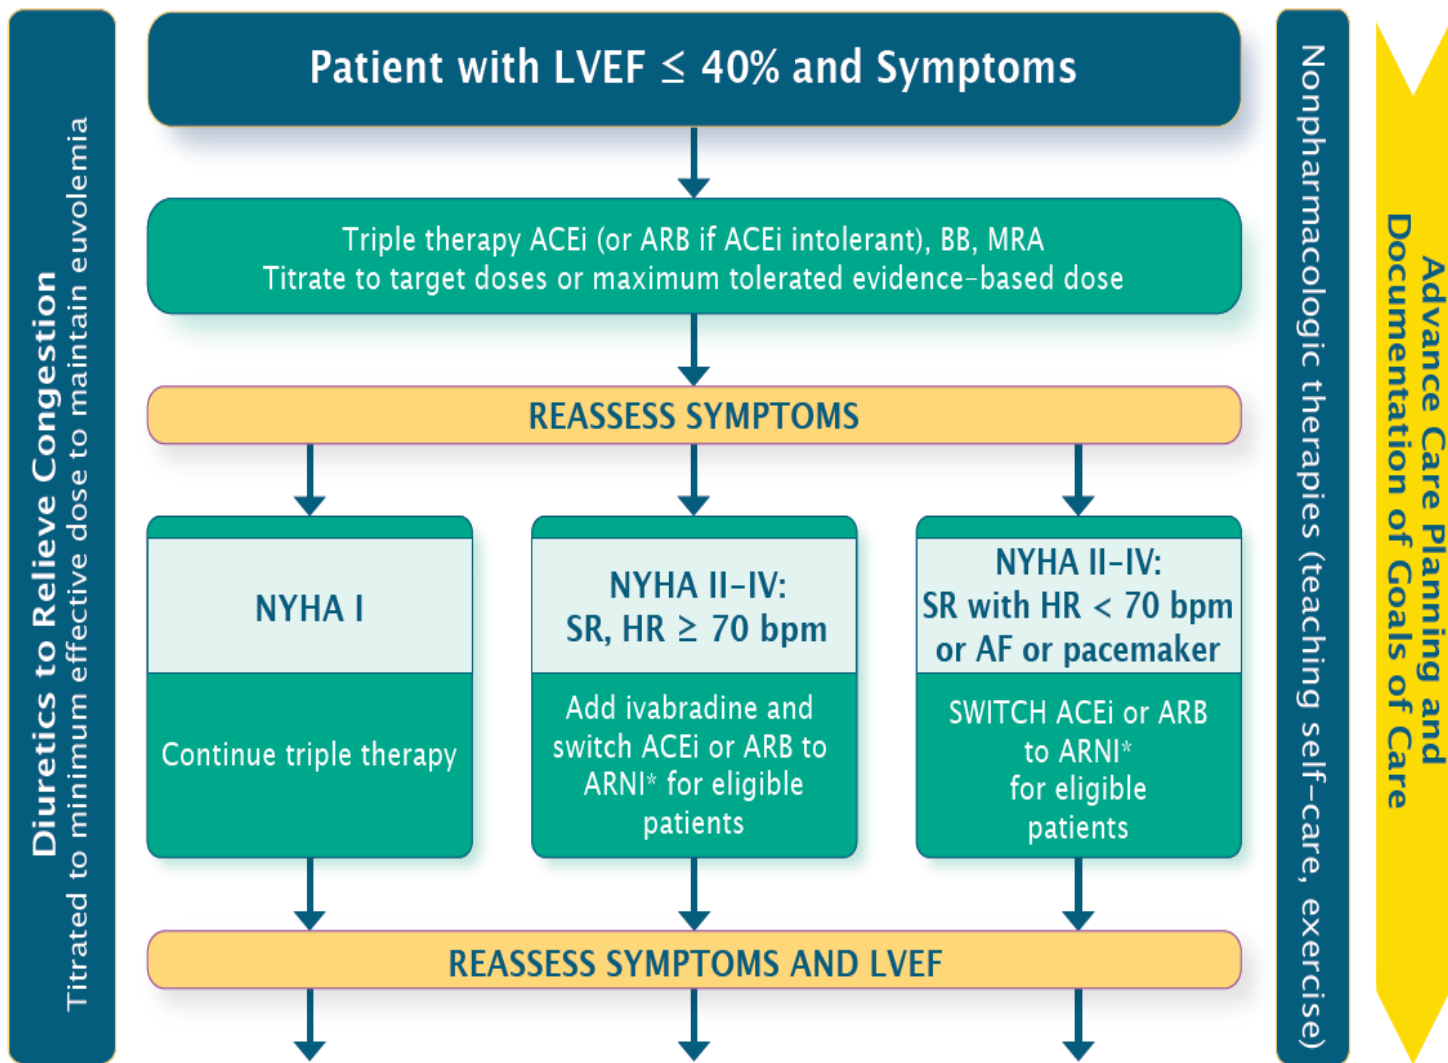 Diuretics to Relieve Congestion
Titrated to minimum effective dose to maintain euvolemia
Patient with LVEF ≤ 40% and Symptoms
Triple therapy ACEi (or ARB if ACEi intolerant), BB, MRA
Titrate to target doses or maximum tolerated evidence-based dose
REASSESS SYMPTOMS
NYHA I
Continue triple therapy
NYHA II-IV:
SR, HR ≥ 70 bpm
Add ivabradine and
switch ACEi or ARB to
ARNI* for eligible
patients
NYHA II-IV:
SR with HR < 70 bpm
or AF or pacemaker
SWITCH ACEi or ARB
to ARNI*
for eligible
patients
REASSESS SYMPTOMS AND LVEF
Nonpharmacologic therapies (teaching self-care, exercise)
Advance Care Planning and
Documentation of Goals of Care